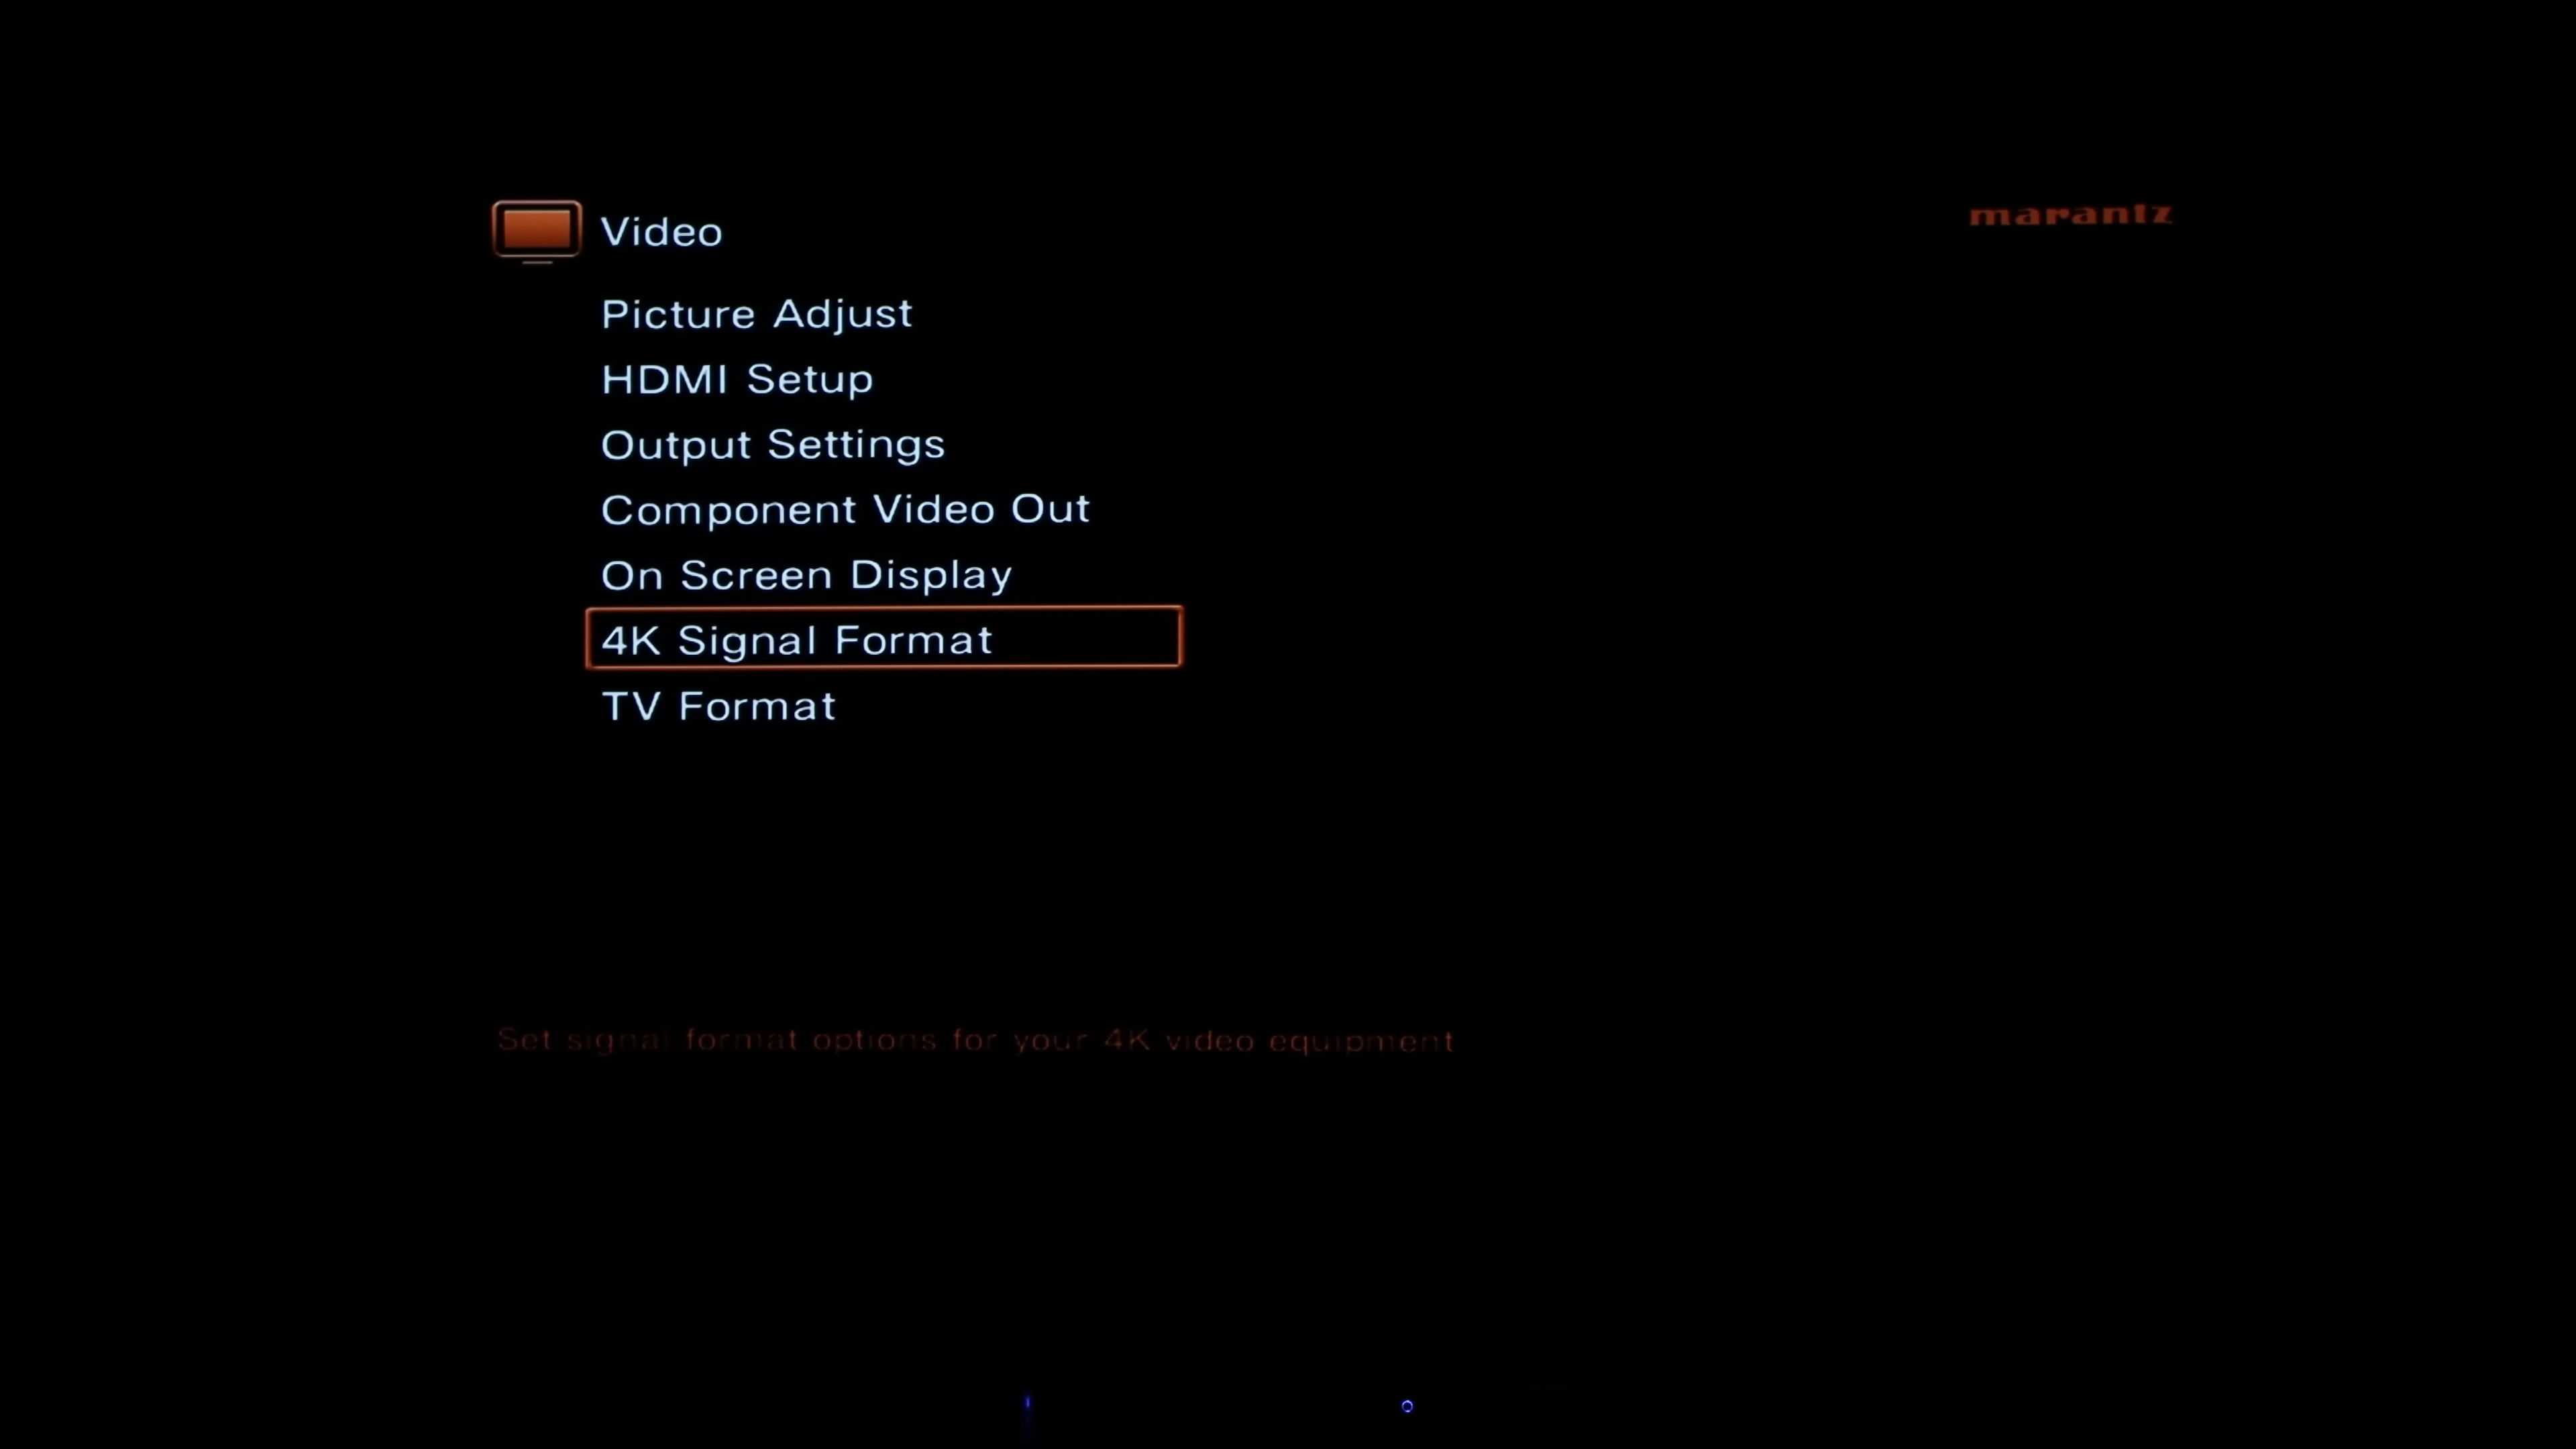 Video
marantz
Picture Adjust
HDMI Setup
Output Settings
Component Video Out
On Screen Display
4K Signal Format
TV Format
Set signal format options for your 4K video equipment